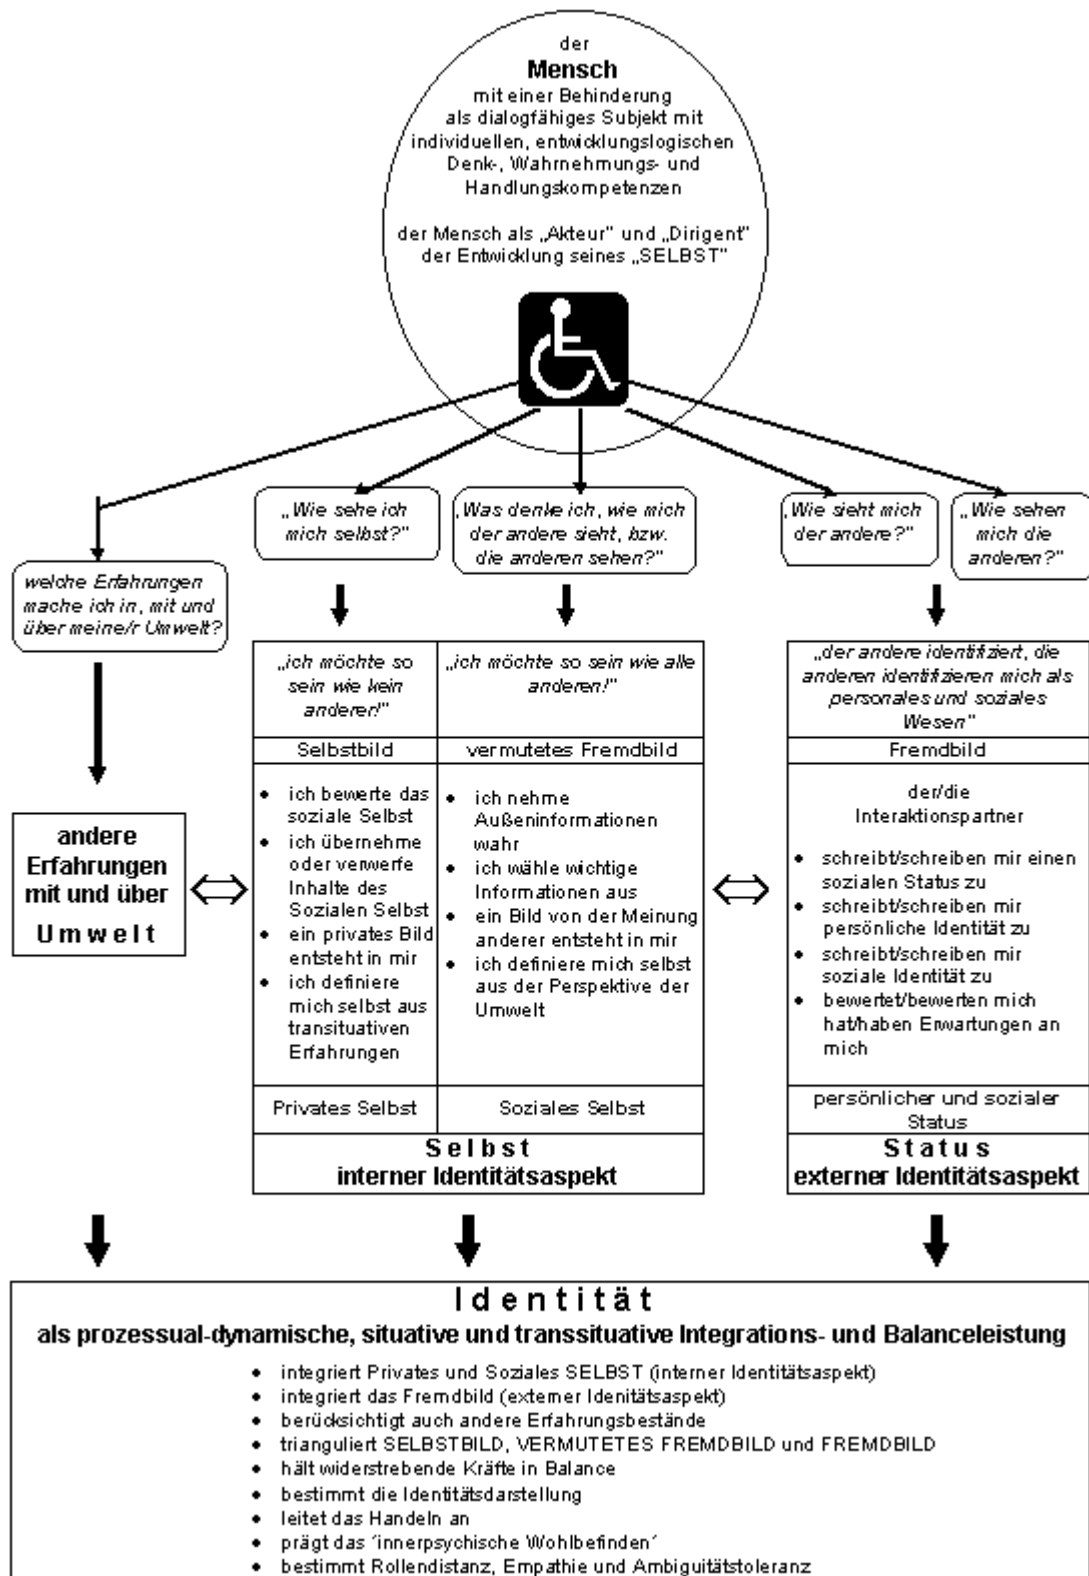 der
Mensch
mit einer Behinderung
als dialogfähiges Subjekt mit
individuellen, entwicklungslogischen
Denk-, Wahrnehmungs- und
Handlungskompetenzen
der Mensch als „Akteur" und „Dirigent"
der Entwicklung seines „SELBST"
welche Erfahrungen
mache ich in, mit und
über meine/r Umwelt?
„Wie sehe ich
mich selbst?"
„Was denke ich, wie mich
der andere sieht, bzw.
die anderen sehen?"
„Wie sieht mich
der andere?"
„Wie sehen
mich die
anderen?"
andere
Erfahrungen
mit und über
Umwelt
„ich möchte so
sein wie kein
anderer!"
Selbstbild
• ich bewerte das
soziale Selbst
• ich übernehme
oder verwerfe
Inhalte des
Sozialen Selbst
• ein privates Bild
entsteht in mir
• ich definiere
mich selbst aus
transituativen
Erfahrungen
Privates Selbst
„ich möchte so sein wie alle
anderen!"
vermutetes Fremdbild
• ich nehme
Außeninformationen
wahr
• ich wähle wichtige
Informationen aus
• ein Bild von der Meinung
anderer entsteht in mir
• ich definiere mich selbst
aus der Perspektive der
Umwelt
Soziales Selbst
Selbst
interner Identitätsaspekt
„der andere identifiziert, die
anderen identifizieren mich als
personales und soziales
Wesen"
Fremdbild
der/die
Interaktionspartner
• schreibt/schreiben mir einen
sozialen Status zu
• schreibt/schreiben mir
persönliche Identität zu
• schreibt/schreiben mir
soziale Identität zu
• bewertet/bewerten mich
hat/haben Erwartungen an
mich
persönlicher und sozialer
Status
Status
externer Identitätsaspekt
Identität
als prozessual-dynamische, situative und transsituative Integrations- und Balanceleistung
• integriert Privates und Soziales SELBST (interner Identitätsaspekt)
• integriert das Fremdbild (externer Idenitätsaspekt)
• berücksichtigt auch andere Erfahrungsbestände
• trianguliert SELBSTBILD, VERMUTETES FREMDBILD und FREMDBILD
• hält widerstrebende Kräfte in Balance
• bestimmt die Identitätsdarstellung
• leitet das Handeln an
• prägt das ´innerpsychische Wohlbefinden´
• bestimmt Rollendistanz, Empathie und Ambiguitätstoleranz